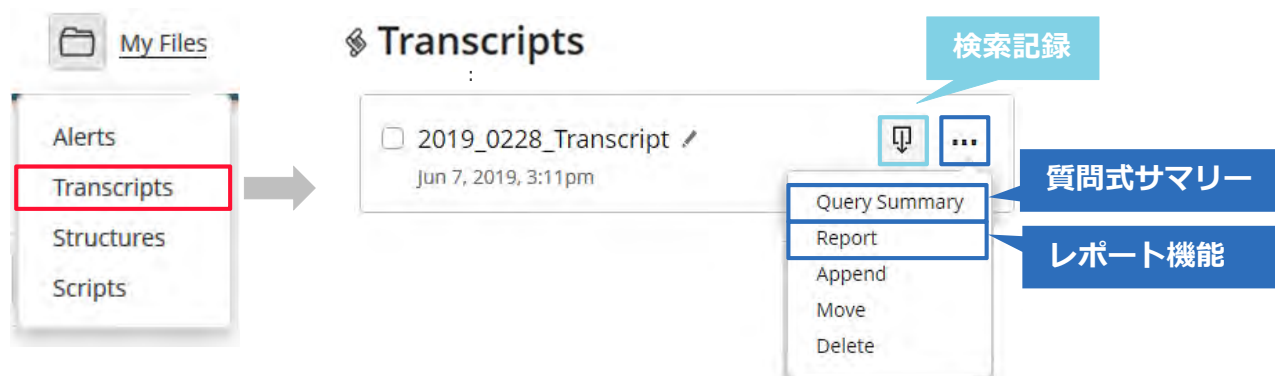 My Files
Alerts
Transcripts
Structures
Scripts
Transcripts
:
検索記録
2019_0228_Transcript
Jun 7, 2019, 3:11pm
...
Query Summary
Report
Append
Move
Delete
質問式サマリー
レポート機能